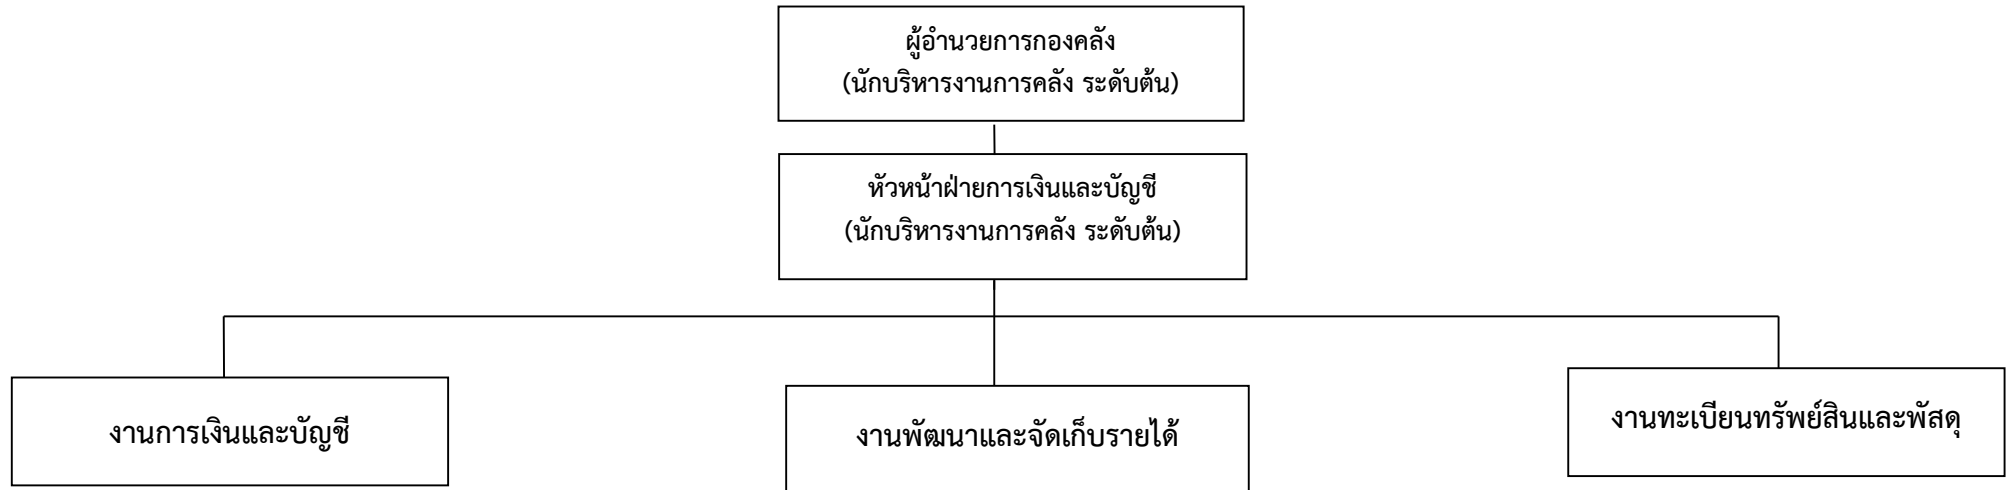 ผู้อำนวยการกองคลัง
(นักบริหารงานการคลัง ระดับต้น)
หัวหน้าฝ่ายการเงินและบัญชี
(นักบริหารงานการคลัง ระดับต้น)
งานการเงินและบัญชี
งานพัฒนาและจัดเก็บรายได้
งานทะเบียนทรัพย์สินและพัสดุ